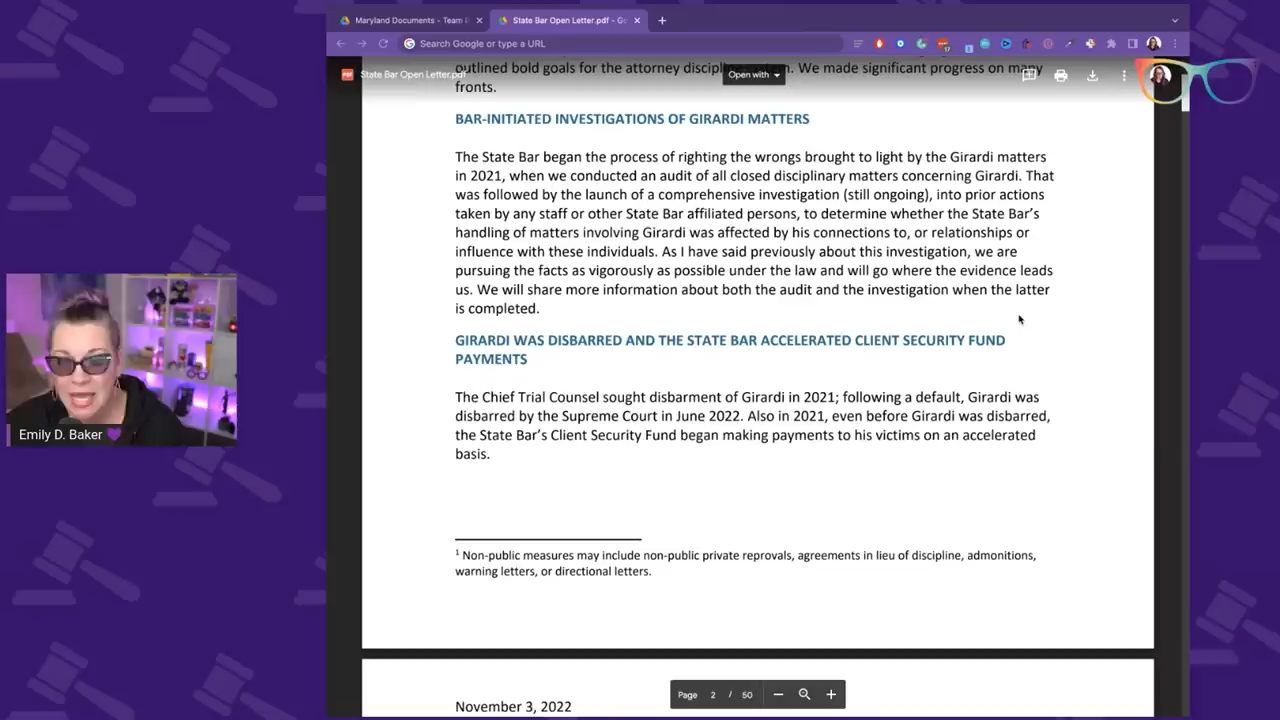 Maryland Documents - Team
State Bar Open Letter.pdf - Go
Search Google or type a URL
PDF
State Bar Open Letter.pdf
Open with
outlined bold goals for the attorney discipline system. We made significant progress on many
fronts.
BAR-INITIATED INVESTIGATIONS OF GIRARDI MATTERS
The State Bar began the process of righting the wrongs brought to light by the Girardi matters
in 2021, when we conducted an audit of all closed disciplinary matters concerning Girardi. That
was followed by the launch of a comprehensive investigation (still ongoing), into prior actions
taken by any staff or other State Bar affiliated persons, to determine whether the State Bar's
handling of matters involving Girardi was affected by his connections to, or relationships or
influence with these individuals. As I have said previously about this investigation, we are
pursuing the facts as vigorously as possible under the law and will go where the evidence leads
us. We will share more information about both the audit and the investigation when the latter
is completed.
GIRARDI WAS DISBARRED AND THE STATE BAR ACCELERATED CLIENT SECURITY FUND
PAYMENTS
The Chief Trial Counsel sought disbarment of Girardi in 2021; following a default, Girardi was
disbarred by the Supreme Court in June 2022. Also in 2021, even before Girardi was disbarred,
the State Bar's Client Security Fund began making payments to his victims on an accelerated
basis.
1 Non-public measures may include non-public private reprovals, agreements in lieu of discipline, admonitions,
warning letters, or directional letters.
Page 2 / 50
November 3, 2022
Emily D. Baker